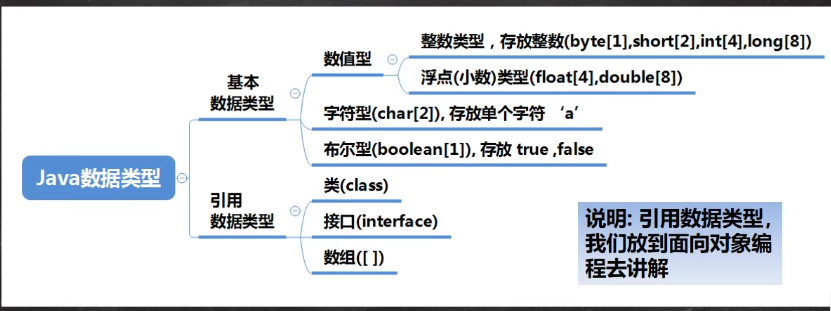 Java数据类型
基本
数据类型
数值型
整数类型，存放整数(byte[1],short[2],int[4],long[8])
浮点(小数)类型(float[4],double[8])
字符型(char[2]), 存放单个字符 ‘a’
布尔型(boolean[1]), 存放 true ,false
引用
数据类型
类(class)
接口(interface)
数组([ ])
说明: 引用数据类型，
我们放到面向对象编
程去讲解